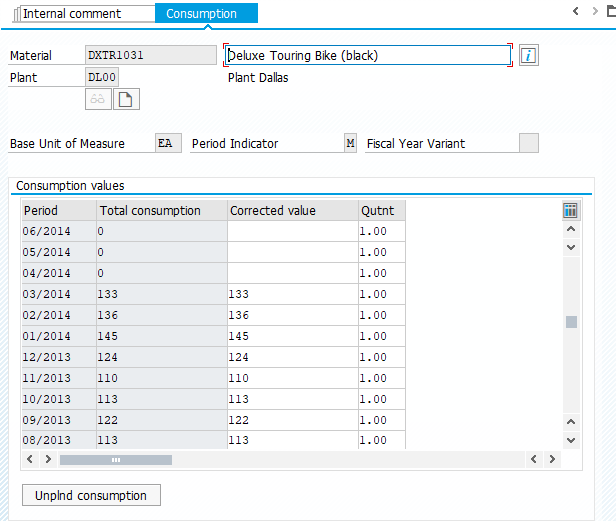 Internal comment Consumption
Material DXTR1031 Deluxe Touring Bike (black)
Plant DL00 Plant Dallas
Base Unit of Measure EA Period Indicator M Fiscal Year Variant
Consumption values
Period Total consumption Corrected value Qutnt
06/2014 0 1.00
05/2014 0 1.00
04/2014 0 1.00
03/2014 133 133 1.00
02/2014 136 136 1.00
01/2014 145 145 1.00
12/2013 124 124 1.00
11/2013 110 110 1.00
10/2013 113 113 1.00
09/2013 122 122 1.00
08/2013 113 113 1.00
Unplnd consumption